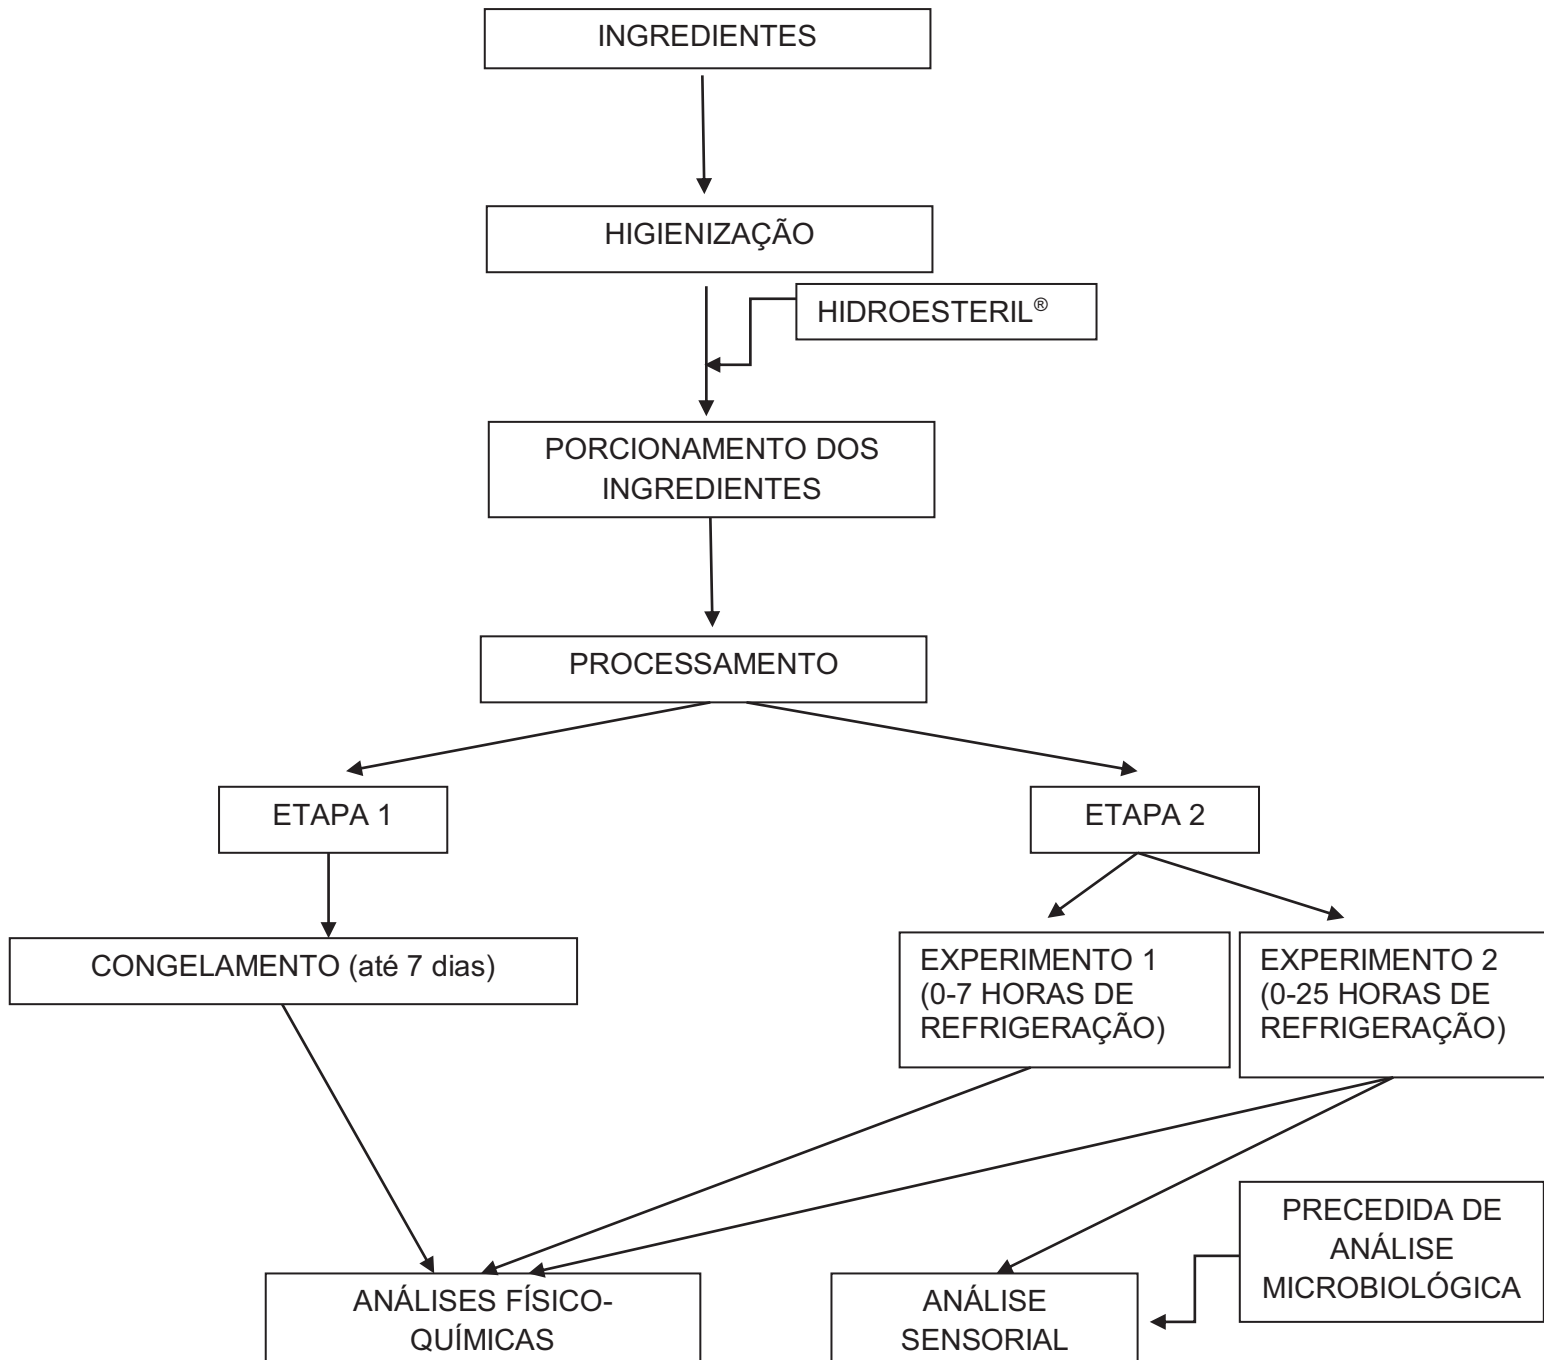 INGREDIENTES
HIGIENIZAÇÃO
HIDROESTERIL®
PORCIONAMENTO DOS
INGREDIENTES
PROCESSAMENTO
ETAPA 1
ETAPA 2
CONGELAMENTO (até 7 dias)
EXPERIMENTO 1
(0-7 HORAS DE
REFRIGERAÇÃO)
EXPERIMENTO 2
(0-25 HORAS DE
REFRIGERAÇÃO)
PRECEDIDA DE
ANÁLISE
MICROBIOLÓGICA
ANÁLISES FÍSICO-
QUÍMICAS
ANÁLISE
SENSORIAL